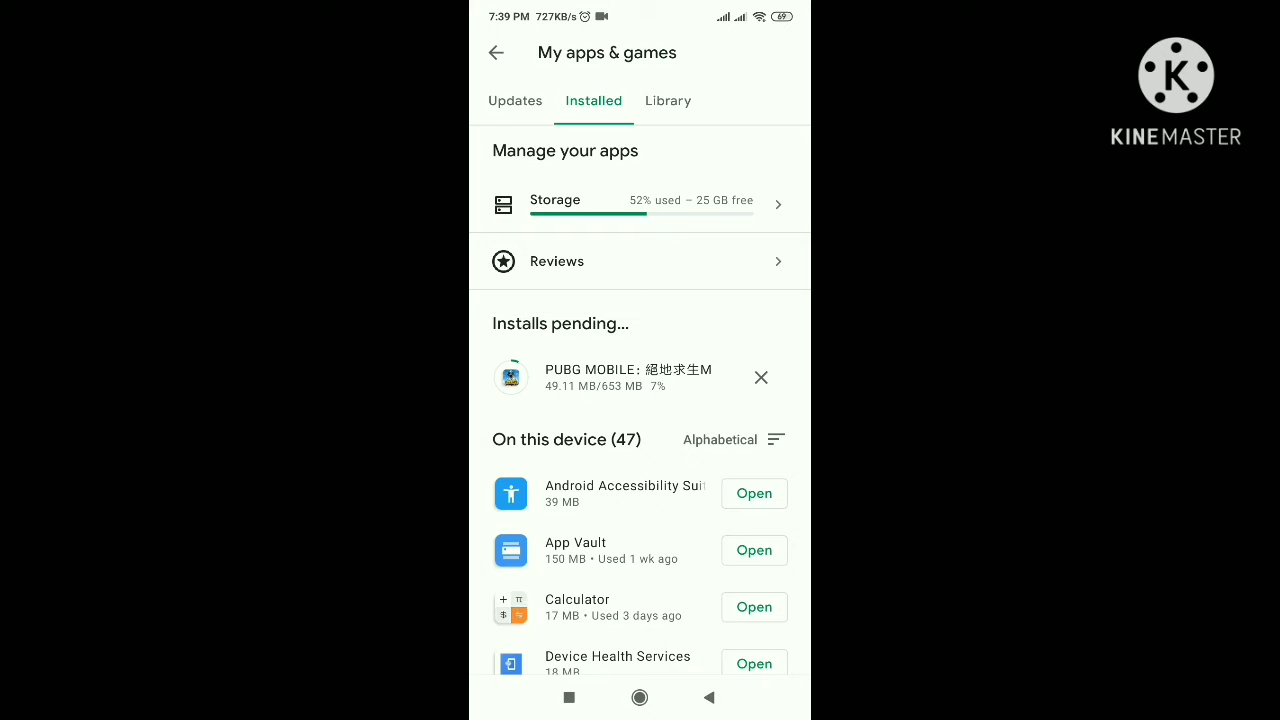 7:39 PM 727KB/s 69
My apps & games
K
KINEMASTER
Updates Installed Library
Manage your apps
Storage 52% used – 25 GB free
Reviews
Installs pending...
PUBG MOBILE: 絕地求生M
49.11 MB/653 MB 7%
On this device (47) Alphabetical
Android Accessibility Sui
39 MB
Open
App Vault
150 MB • Used 1 wk ago
Open
Calculator
17 MB • Used 3 days ago
Open
Device Health Services
18 MB
Open